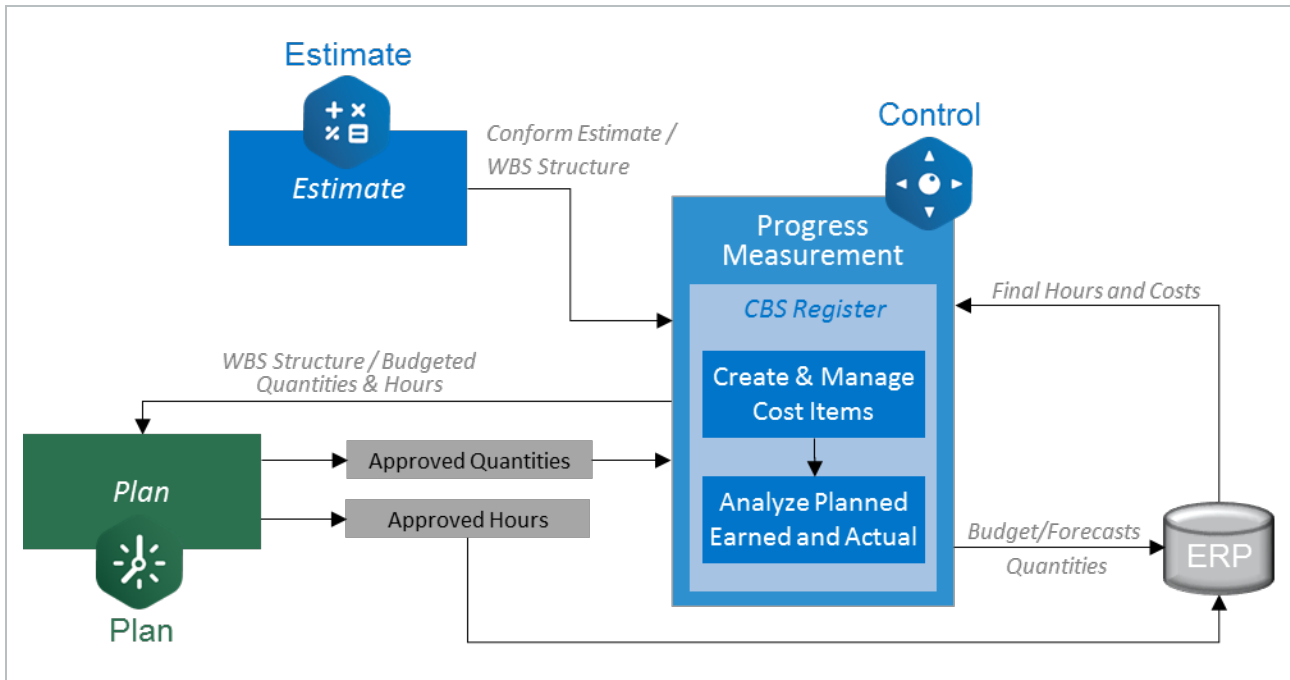 Estimate
Estimate
Conform Estimate /
WBS Structure
Control
Progress
Measurement
CBS Register
Create & Manage
Cost Items
Analyze Planned
Earned and Actual
Final Hours and Costs
WBS Structure / Budgeted
Quantities & Hours
Plan
Plan
Approved Quantities
Approved Hours
Budget/Forecasts
Quantities
ERP